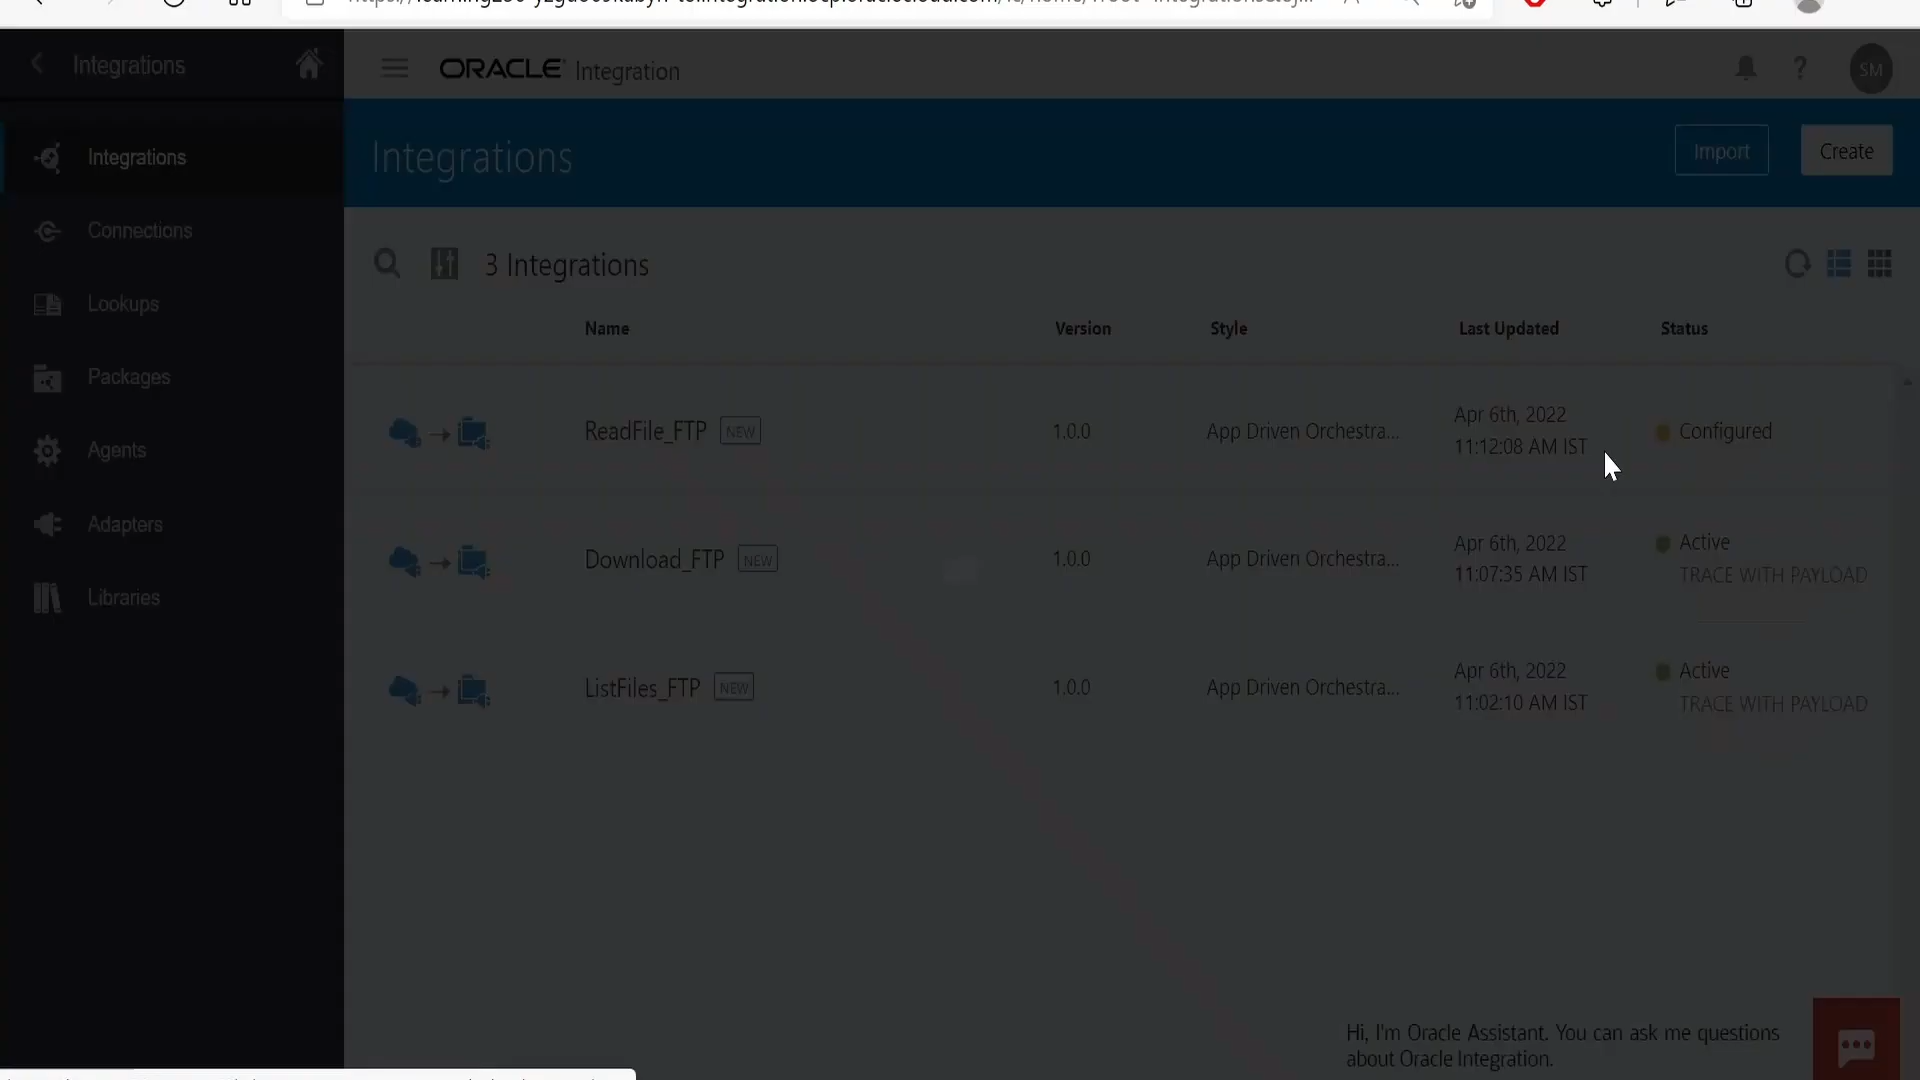 Integrations
ORACLE Integration
SM
Integrations
Import
Create
Integrations
Connections
Lookups
Packages
Agents
Adapters
Libraries
3 Integrations
Name
Version
Style
Last Updated
Status
ReadFile_FTP NEW
1.0.0
App Driven Orchestra...
Apr 6th, 2022
11:12:08 AM IST
Configured
Download_FTP NEW
1.0.0
App Driven Orchestra...
Apr 6th, 2022
11:07:35 AM IST
Active
TRACE WITH PAYLOAD
ListFiles_FTP NEW
1.0.0
App Driven Orchestra...
Apr 6th, 2022
11:02:10 AM IST
Active
TRACE WITH PAYLOAD
Hi, I'm Oracle Assistant. You can ask me questions
about Oracle Integration.